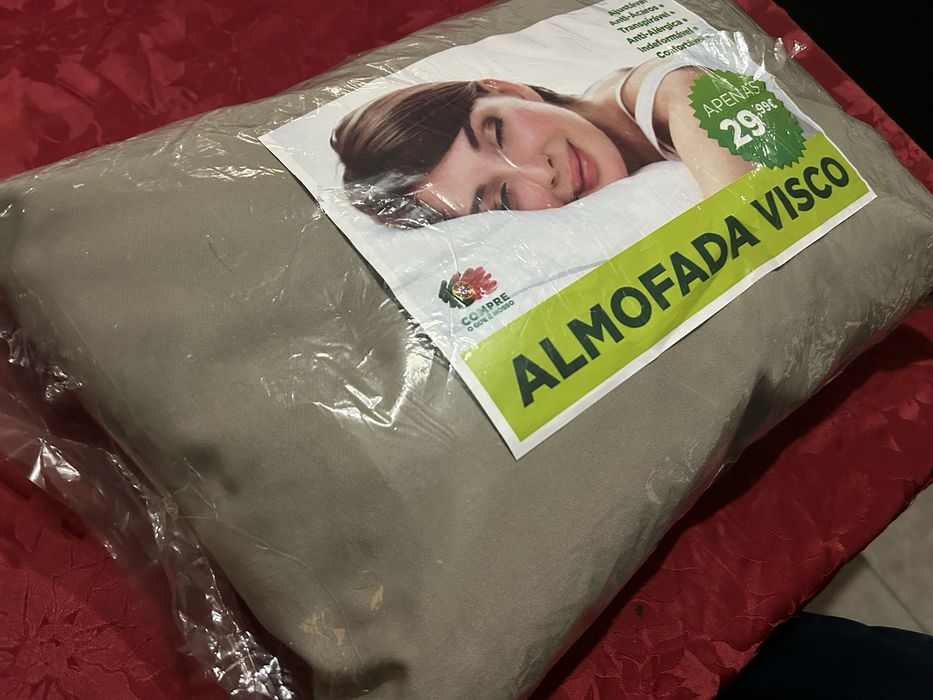 Ajustável •
Anti-Ácaros •
Transpirável •
Anti-Alérgica •
Indeformável •
Confortável
APENAS
29,99€
COMPRE
O QUE É NOSSO
ALMOFADA VISCO